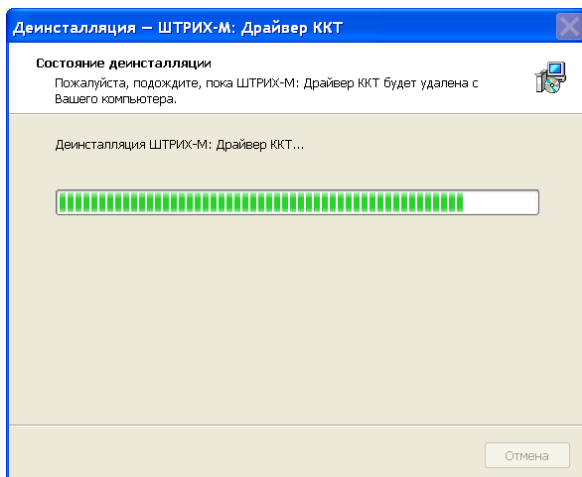 Деинсталляция — ШТРИХ-М: Драйвер ККТ
Состояние деинсталляции
Пожалуйста, подождите, пока ШТРИХ-М: Драйвер ККТ будет удалена с
Вашего компьютера.
Деинсталляция ШТРИХ-М: Драйвер ККТ...
Отмена